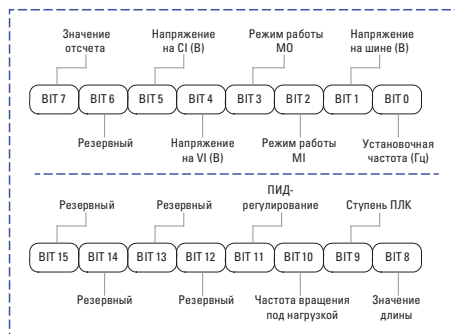 Значение
отсчета
Напряжение
на CI (В)
Режим работы
MO
Напряжение
на шине (В)
BIT 7 BIT 6 BIT 5 BIT 4 BIT 3 BIT 2 BIT 1 BIT 0
Резервный
Напряжение
на VI (В)
Режим работы
MI
Установочная
частота (Гц)
Резервный
Резервный
ПИД-
регулирование
Ступень ПЛК
BIT 15 BIT 14 BIT 13 BIT 12 BIT 11 BIT 10 BIT 9 BIT 8
Резервный
Резервный
Частота вращения
под нагрузкой
Значение
длины